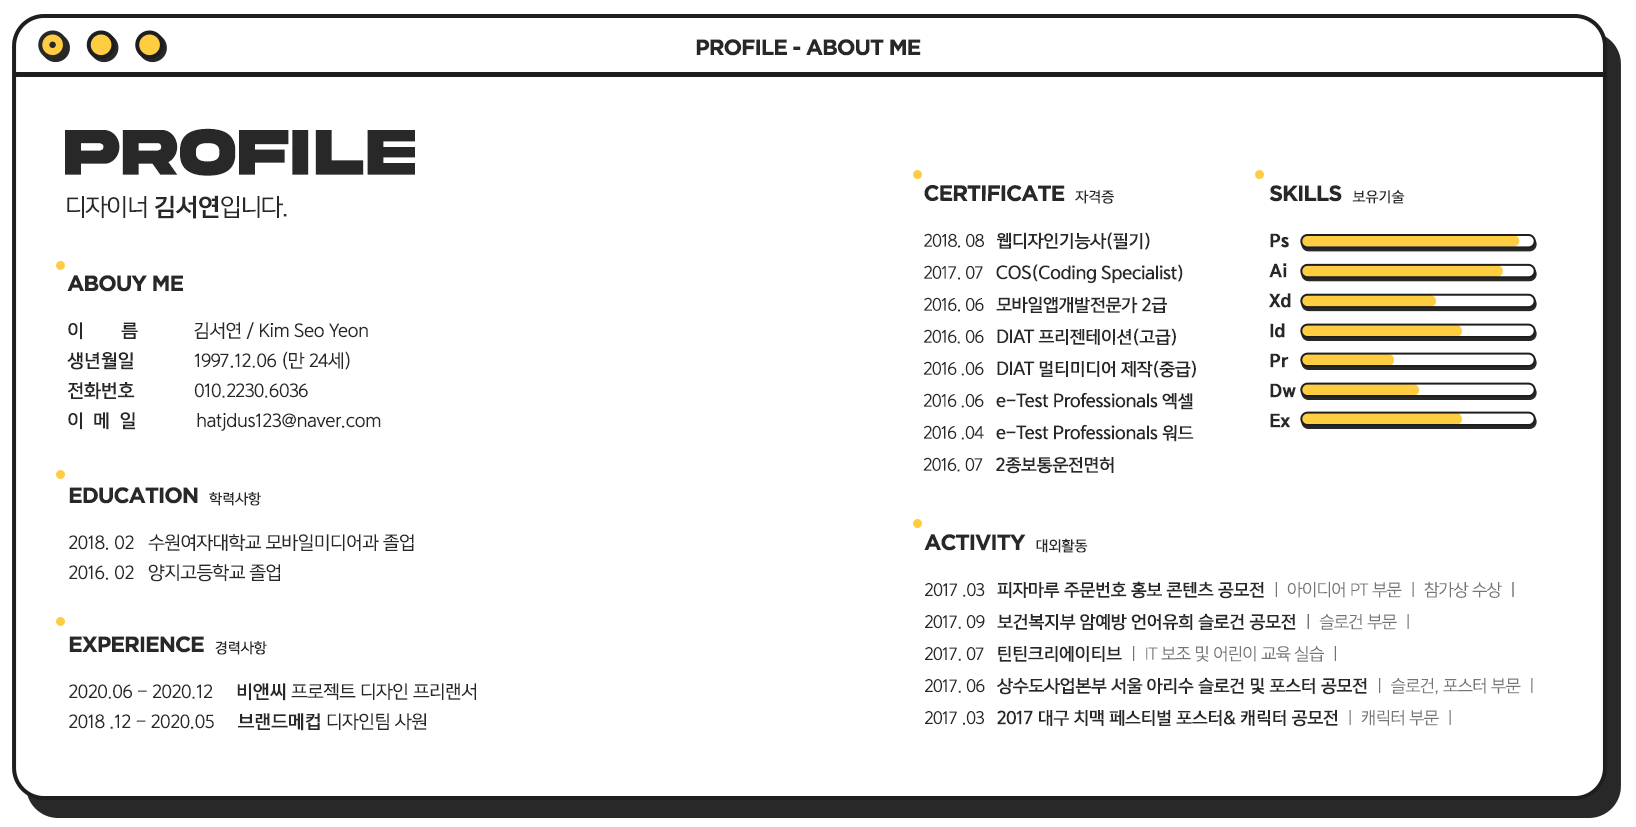 PROFILE - ABOUT ME
PROFILE
디자이너 김서연입니다.
ABOUY ME
이 름 김서연 / Kim Seo Yeon
생년월일 1997.12.06 (만 24세)
전화번호 010.2230.6036
이 메 일 hatjdus123@naver.com
EDUCATION 학력사항
2018. 02 수원여자대학교 모바일미디어과 졸업
2016. 02 양지고등학교 졸업
EXPERIENCE 경력사항
2020.06 - 2020.12 비앤씨 프로젝트 디자인 프리랜서
2018 .12 - 2020.05 브랜드메컵 디자인팀 사원
CERTIFICATE 자격증
2018. 08 웹디자인기능사(필기)
2017. 07 COS(Coding Specialist)
2016. 06 모바일앱개발전문가 2급
2016. 06 DIAT 프리젠테이션(고급)
2016 .06 DIAT 멀티미디어 제작(중급)
2016 .06 e-Test Professionals 엑셀
2016 .04 e-Test Professionals 워드
2016. 07 2종보통운전면허
SKILLS 보유기술
Ps
Ai
Xd
Id
Pr
Dw
Ex
ACTIVITY 대외활동
2017 .03 피자마루 주문번호 홍보 콘텐츠 공모전 | 아이디어 PT 부문 | 참가상 수상 |
2017. 09 보건복지부 암예방 언어유희 슬로건 공모전 | 슬로건 부문 |
2017. 07 틴틴크리에이티브 | IT 보조 및 어린이 교육 실습 |
2017. 06 상수도사업본부 서울 아리수 슬로건 및 포스터 공모전 | 슬로건, 포스터 부문 |
2017 .03 2017 대구 치맥 페스티벌 포스터& 캐릭터 공모전 | 캐릭터 부문 |